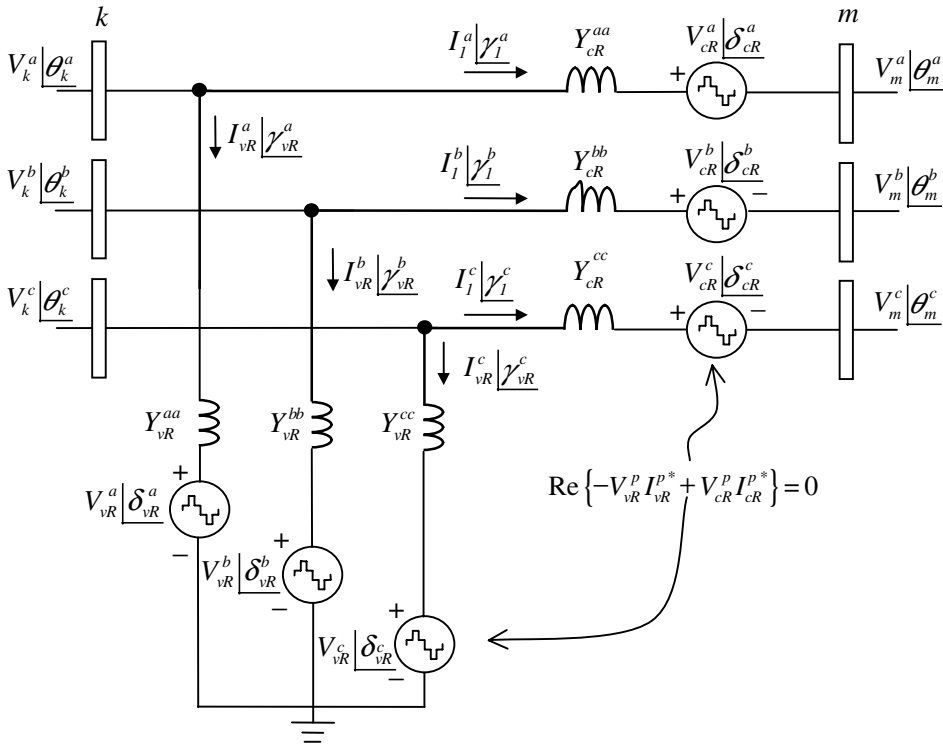 k
m
V_k^a|θ_k^a
I_1^a|γ_1^a
Y_cR^aa
V_cR^a|δ_cR^a
+
V_m^a|θ_m^a
I_vR^a|γ_vR^a
V_k^b|θ_k^b
I_1^b|γ_1^b
Y_cR^bb
V_cR^b|δ_cR^b
+ −
V_m^b|θ_m^b
I_vR^b|γ_vR^b
V_k^c|θ_k^c
I_1^c|γ_1^c
Y_cR^cc
V_cR^c|δ_cR^c
+ −
V_m^c|θ_m^c
I_vR^c|γ_vR^c
Y_vR^aa
Y_vR^bb
Y_vR^cc
+
V_vR^a|δ_vR^a
−
Re{−V_vR^p I_vR^p* + V_cR^p I_cR^p*} = 0
+
V_vR^b|δ_vR^b
−
+
V_vR^c|δ_vR^c
−